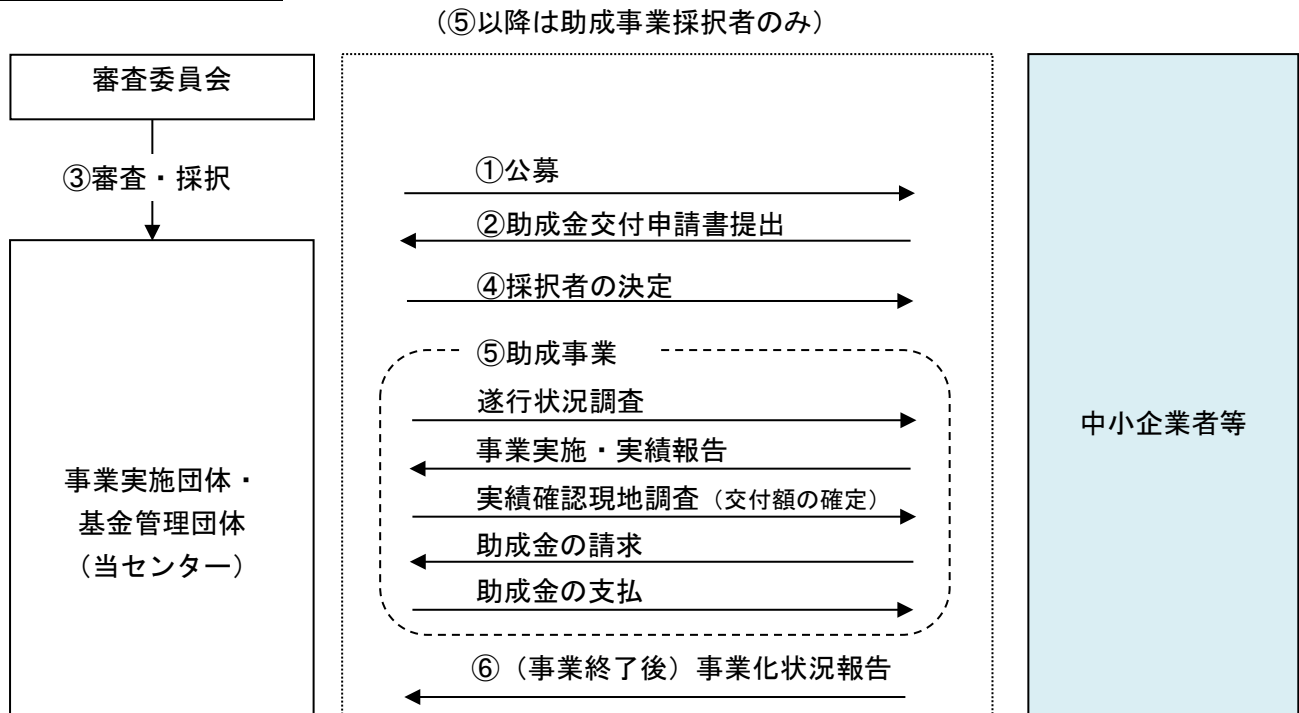 （⑤以降は助成事業採択者のみ）
審査委員会
③審査・採択
①公募
②助成金交付申請書提出
④採択者の決定
⑤助成事業
遂行状況調査
事業実施・実績報告
実績確認現地調査（交付額の確定）
助成金の請求
助成金の支払
⑥（事業終了後）事業化状況報告
事業実施団体・
基金管理団体
（当センター）
中小企業者等